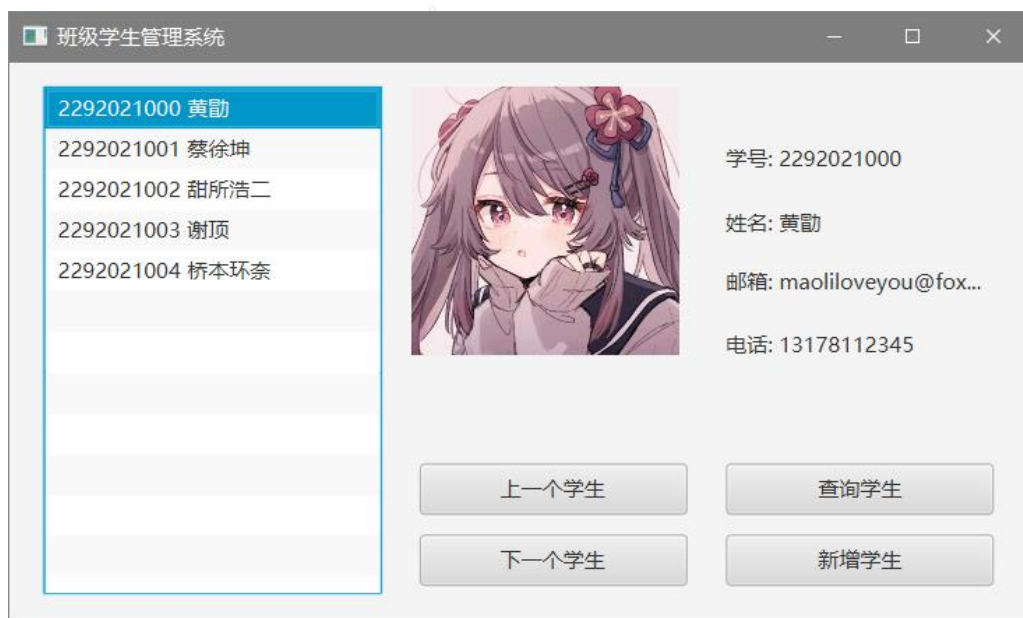 班级学生管理系统
2292021000 黄勖
2292021001 蔡徐坤
2292021002 甜所浩二
2292021003 谢顶
2292021004 桥本环奈
学号: 2292021000
姓名: 黄勖
邮箱: maoliloveyou@fox...
电话: 13178112345
上一个学生
查询学生
下一个学生
新增学生